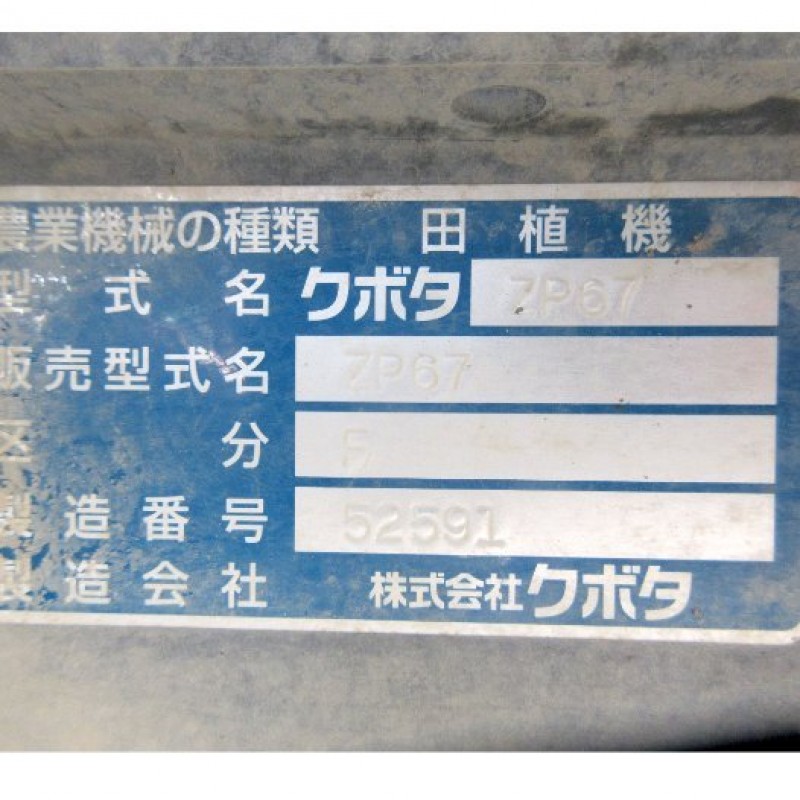 農業機械の種類 田植機
型式名 クボタ ZP67
販売型式名 ZP67
区分
製造番号 52591
製造会社 株式会社クボタ